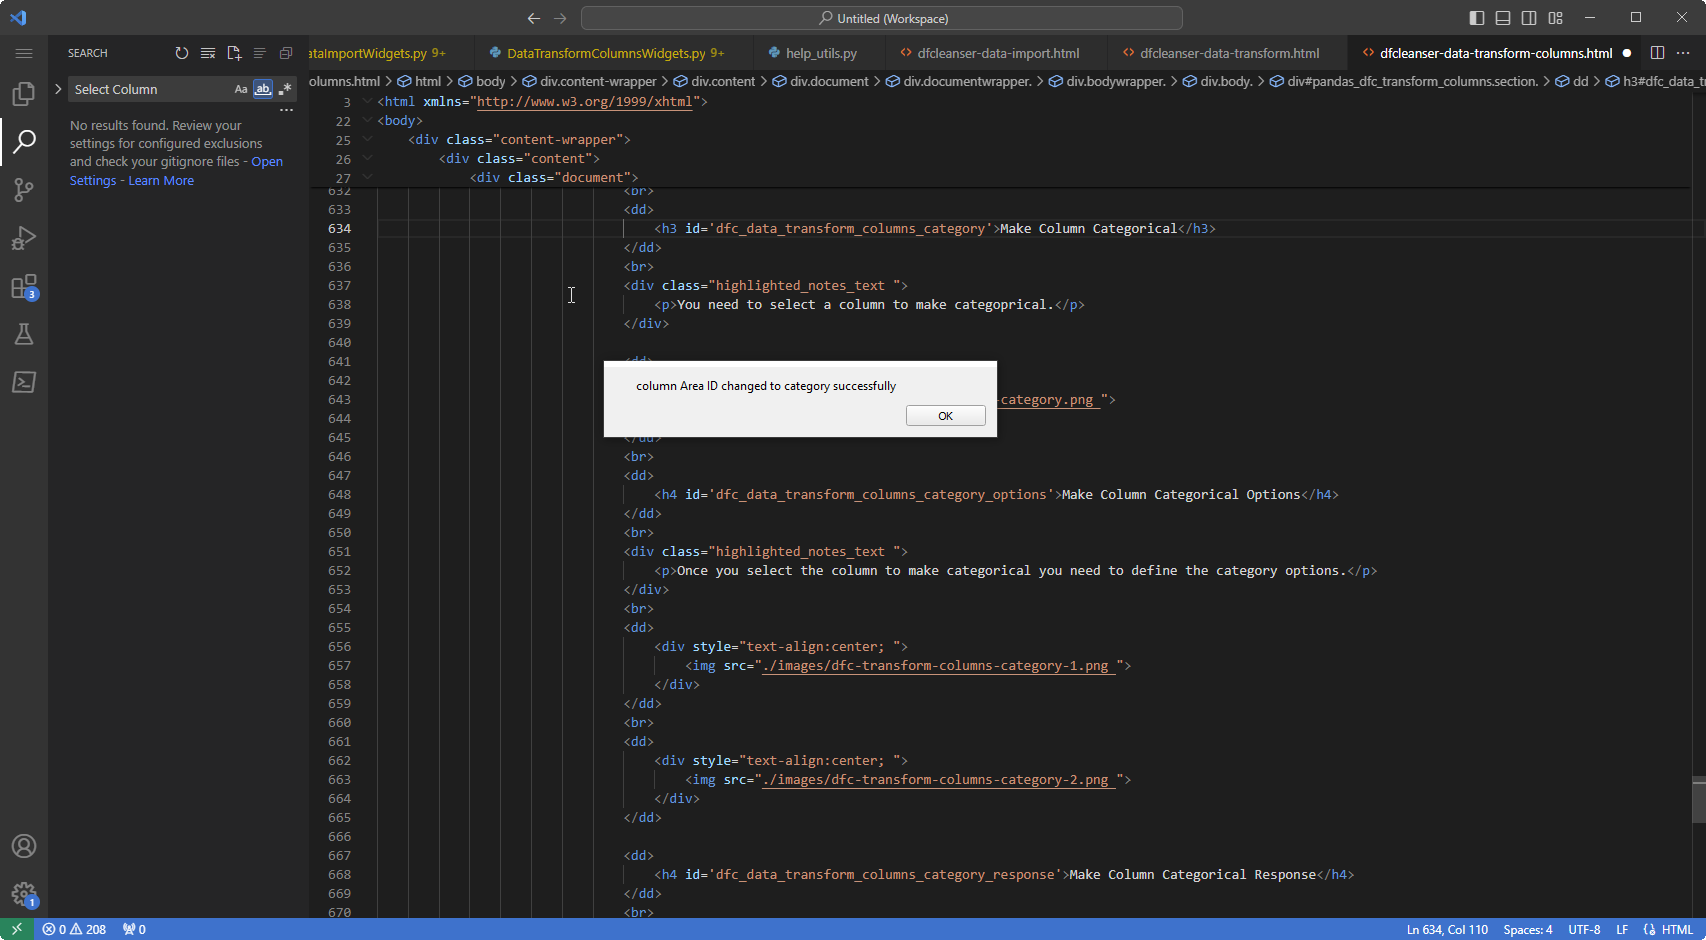 Untitled (Workspace)
SEARCH
ataImportWidgets.py 9+
DataTransformColumnsWidgets.py 9+
help_utils.py
dfcleanser-data-import.html
dfcleanser-data-transform.html
dfcleanser-data-transform-columns.html
Select Column
Aa
ab
.*
No results found. Review your
settings for configured exclusions
and check your gitignore files - Open
Settings - Learn More
olumns.html > html > body > div.content-wrapper > div.content > div.document > div.documentwrapper. > div.bodywrapper. > div.body. > div#pandas_dfc_transform_columns.section. > dd > h3#dfc_data_t
3 <html xmlns="http://www.w3.org/1999/xhtml">
22 <body>
25 <div class="content-wrapper">
26 <div class="content">
27 <div class="document">
632 <br>
633 <dd>
634 <h3 id='dfc_data_transform_columns_category'>Make Column Categorical</h3>
635 </dd>
636 <br>
637 <div class="highlighted_notes_text ">
638 <p>You need to select a column to make categoprical.</p>
639 </div>
640
641 <dd>
642
643 -category.png ">
644
645 </dd>
646 <br>
647 <dd>
648 <h4 id='dfc_data_transform_columns_category_options'>Make Column Categorical Options</h4>
649 </dd>
650 <br>
651 <div class="highlighted_notes_text ">
652 <p>Once you select the column to make categorical you need to define the category options.</p>
653 </div>
654 <br>
655 <dd>
656 <div style="text-align:center; ">
657 <img src="./images/dfc-transform-columns-category-1.png ">
658 </div>
659 </dd>
660 <br>
661 <dd>
662 <div style="text-align:center; ">
663 <img src="./images/dfc-transform-columns-category-2.png ">
664 </div>
665 </dd>
666
667 <dd>
668 <h4 id='dfc_data_transform_columns_category_response'>Make Column Categorical Response</h4>
669 </dd>
670 <br>
column Area ID changed to category successfully
OK
3
1
0 208 0
Ln 634, Col 110 Spaces: 4 UTF-8 LF HTML